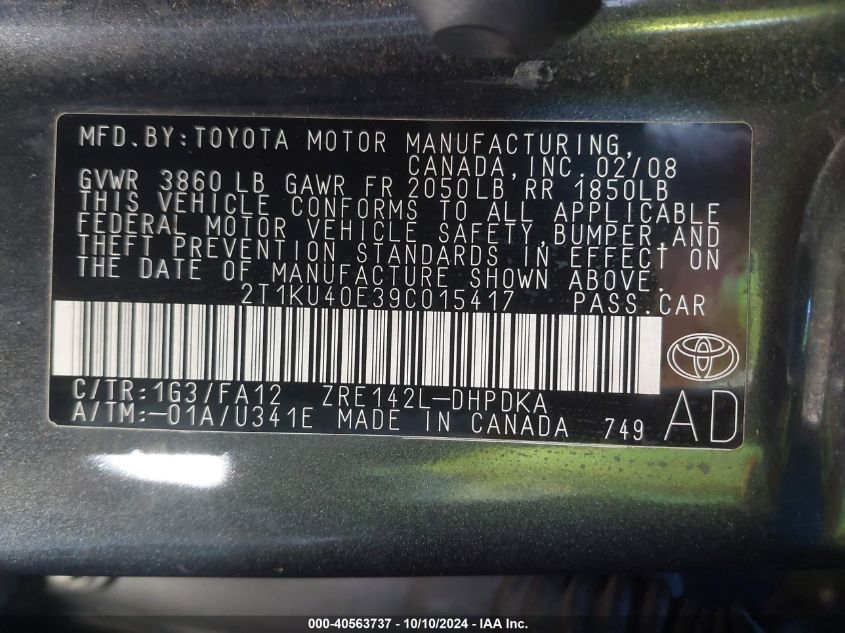 MFD.BY:TOYOTA MOTOR MANUFACTURING,
CANADA,INC. 02/08
GVWR 3860 LB GAWR FR 2050LB RR 1850LB
THIS VEHICLE CONFORMS TO ALL APPLICABLE
FEDERAL MOTOR VEHICLE SAFETY,BUMPER,AND
THEFT PREVENTION STANDARDS IN EFFECT ON
THE DATE OF MANUFACTURE SHOWN ABOVE.
2T1KU40E39C015417 PASS.CAR
C/TR:1G3/FA12 ZRE142L-DHPDKA
A/TM:-01A/U341E MADE IN CANADA 749 AD
000-40563737 - 10/10/2024 - IAA Inc.